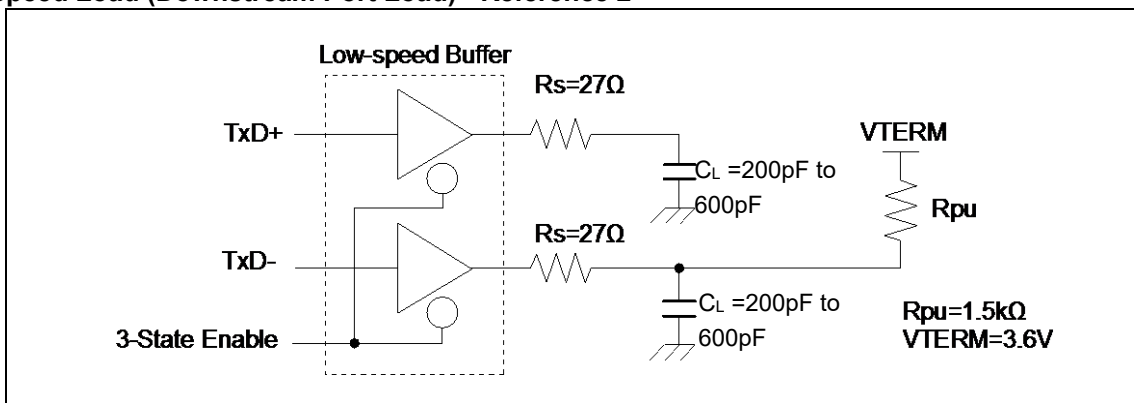 Low-speed Buffer
Rs=27Ω
TxD+
VTERM
CL =200pF to
600pF
Rpu
Rs=27Ω
TxD-
CL =200pF to
600pF
Rpu=1.5kΩ
VTERM=3.6V
3-State Enable